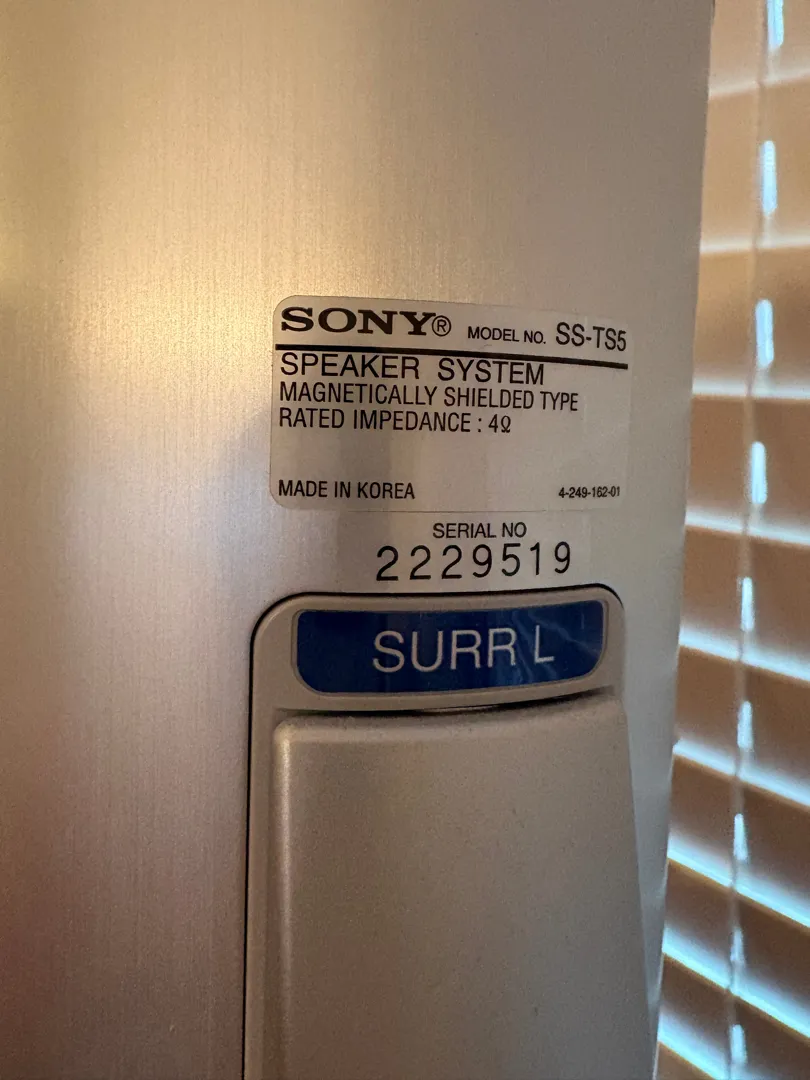 SONY® MODEL NO. SS-TS5
SPEAKER SYSTEM
MAGNETICALLY SHIELDED TYPE
RATED IMPEDANCE : 4Ω
MADE IN KOREA 4-249-162-01
SERIAL NO
2229519
SURR L